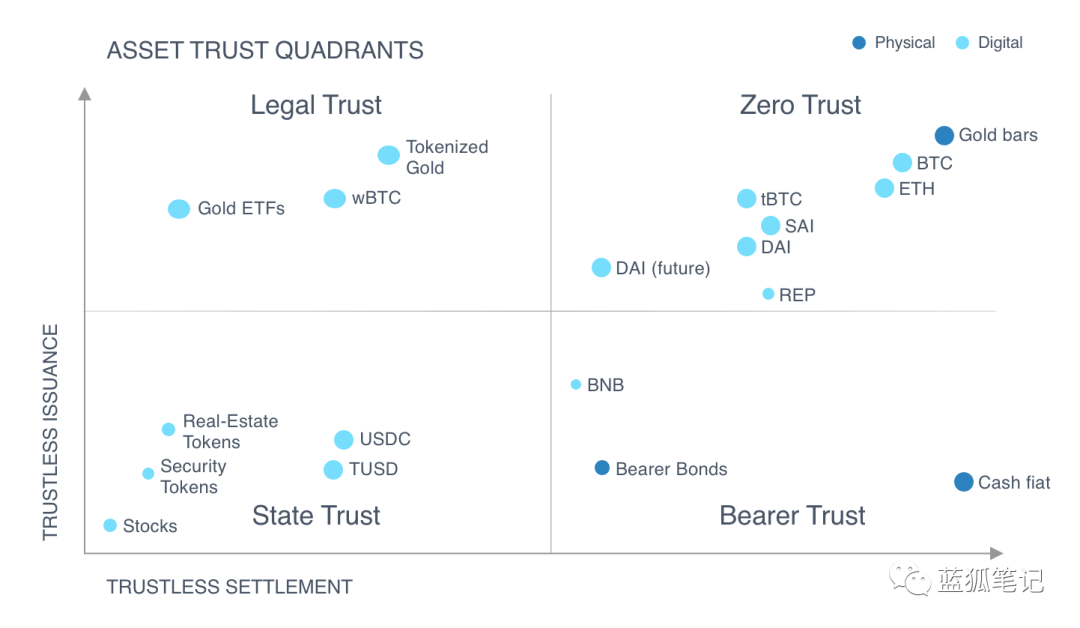 ASSET TRUST QUADRANTS
Physical
Digital
Legal Trust
Zero Trust
Tokenized
Gold
wBTC
Gold ETFs
Gold bars
BTC
ETH
tBTC
SAI
DAI
DAI (future)
REP
TRUSTLESS ISSUANCE
Real-Estate
Tokens
Security
Tokens
Stocks
USDC
TUSD
State Trust
BNB
Bearer Bonds
Cash fiat
Bearer Trust
TRUSTLESS SETTLEMENT
蓝狐笔记